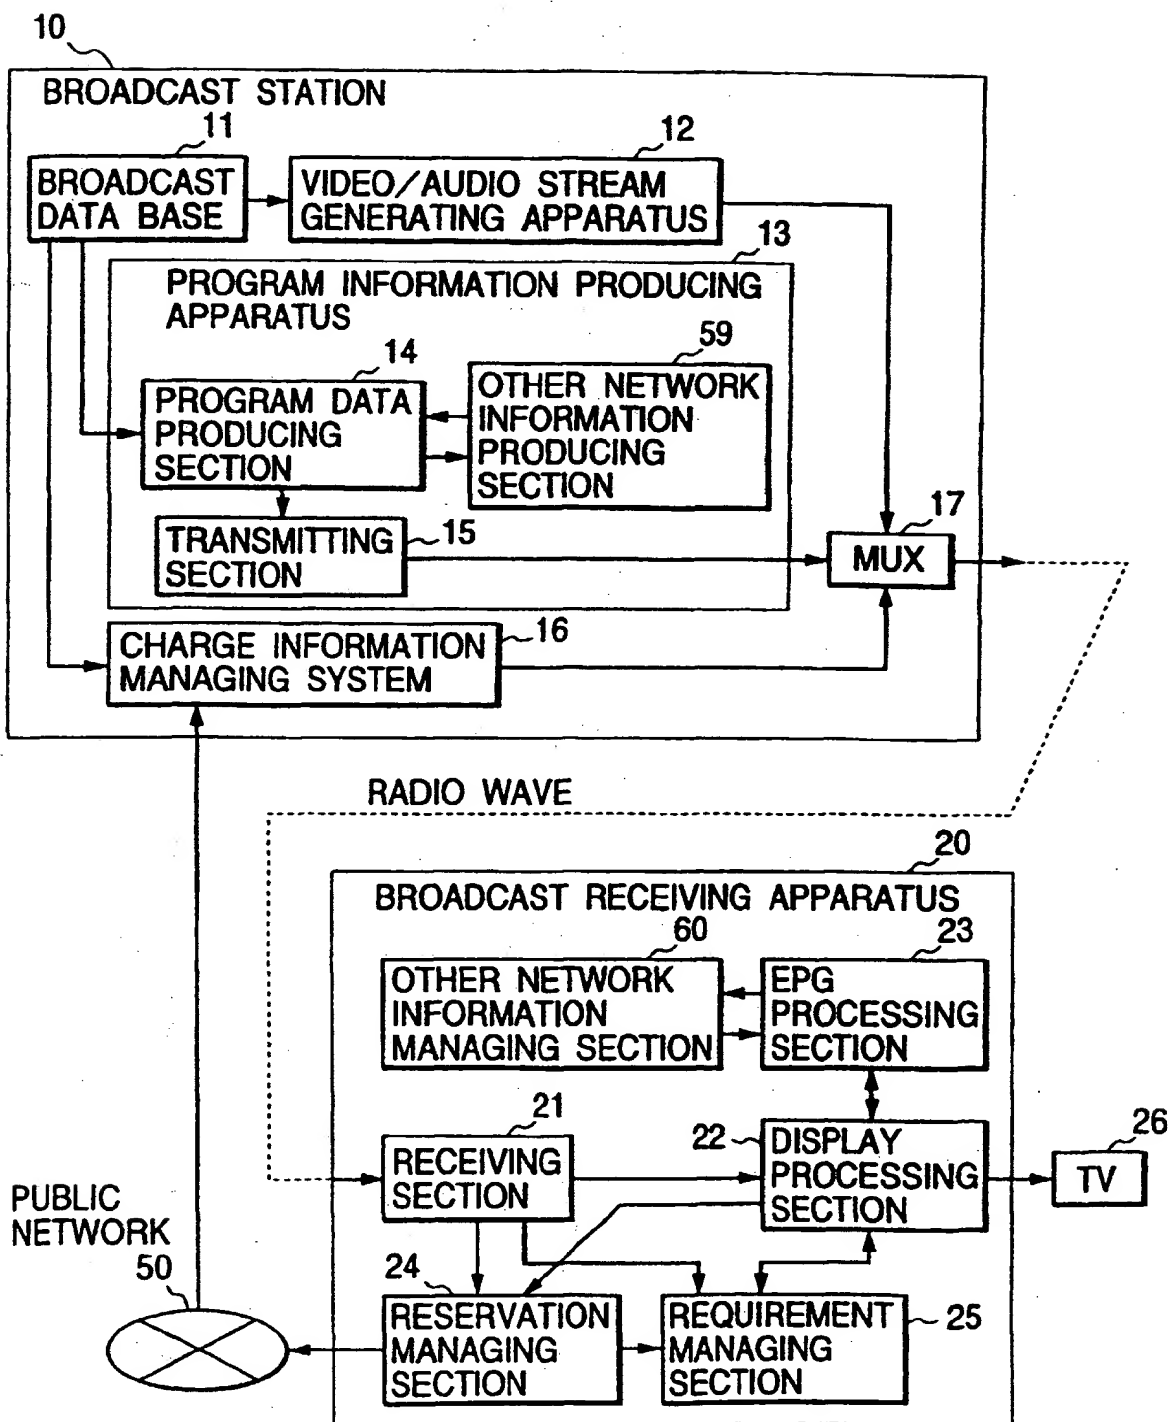 10
BROADCAST STATION
11
BROADCAST
DATA BASE
12
VIDEO/AUDIO STREAM
GENERATING APPARATUS
13
PROGRAM INFORMATION PRODUCING
APPARATUS
14
PROGRAM DATA
PRODUCING
SECTION
59
OTHER NETWORK
INFORMATION
PRODUCING
SECTION
15
TRANSMITTING
SECTION
17
MUX
16
CHARGE INFORMATION
MANAGING SYSTEM
RADIO WAVE
20
BROADCAST RECEIVING APPARATUS
60
OTHER NETWORK
INFORMATION
MANAGING SECTION
23
EPG
PROCESSING
SECTION
21
RECEIVING
SECTION
22
DISPLAY
PROCESSING
SECTION
26
TV
PUBLIC
NETWORK
50
24
RESERVATION
MANAGING
SECTION
REQUIREMENT
MANAGING
SECTION
25